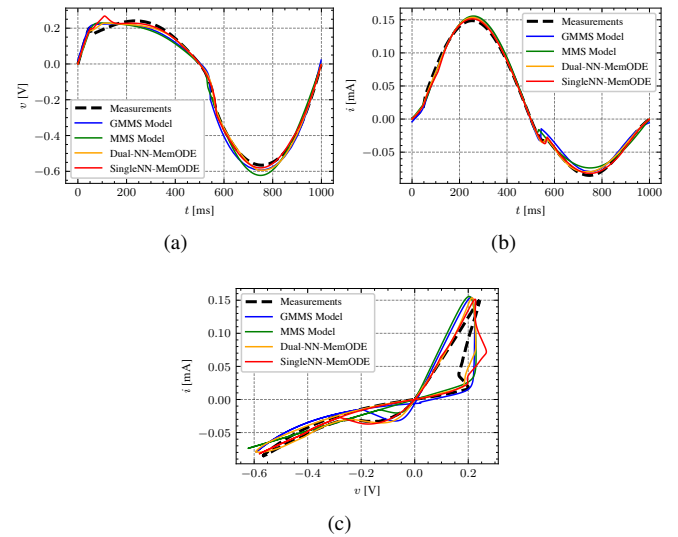 0.2
0.0
−0.2
−0.4
−0.6
v [V]
Measurements
GMMS Model
MMS Model
Dual-NN-MemODE
SingleNN-MemODE
0 200 400 600 800 1000
t [ms]
(a)
0.15
0.10
0.05
0.00
−0.05
i [mA]
Measurements
GMMS Model
MMS Model
Dual-NN-MemODE
SingleNN-MemODE
0 200 400 600 800 1000
t [ms]
(b)
0.15
0.10
0.05
0.00
−0.05
i [mA]
Measurements
GMMS Model
MMS Model
Dual-NN-MemODE
SingleNN-MemODE
−0.6 −0.4 −0.2 0.0 0.2
v [V]
(c)